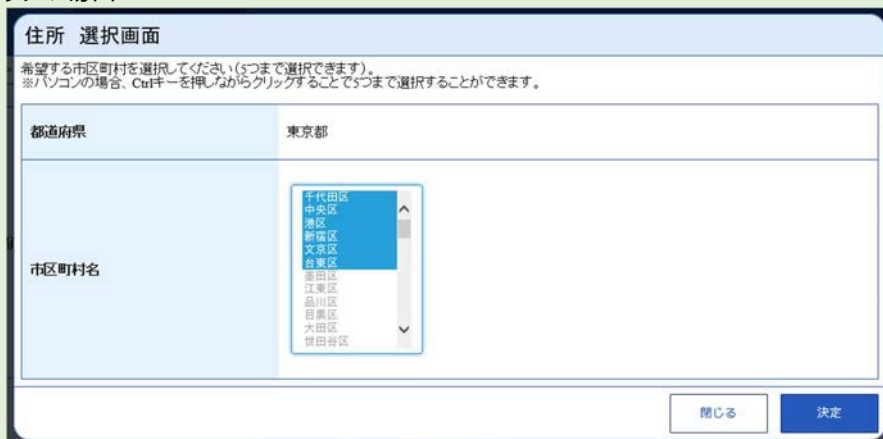 住所 選択画面
希望する市区町村を選択してください(5つまで選択できます)。
※パソコンの場合、Ctrlキーを押しながらクリックすることで5つまで選択することができます。
都道府県
東京都
市区町村名
千代田区
中央区
港区
新宿区
文京区
台東区
墨田区
江東区
品川区
目黒区
大田区
世田谷区
閉じる
決定